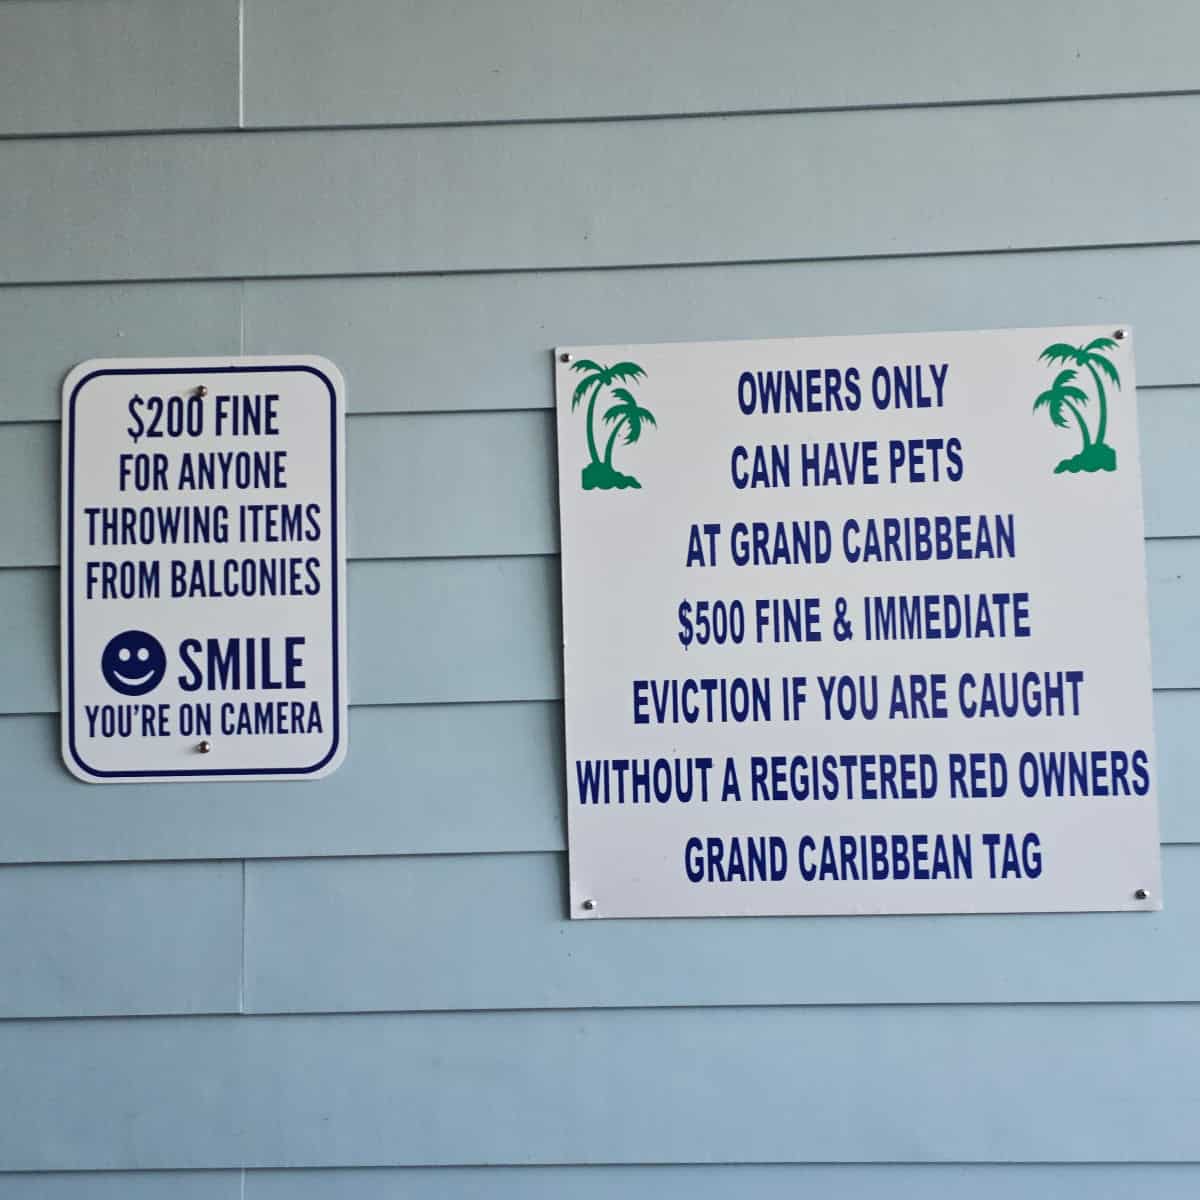 $200 FINE
FOR ANYONE
THROWING ITEMS
FROM BALCONIES
SMILE
YOU'RE ON CAMERA
OWNERS ONLY
CAN HAVE PETS
AT GRAND CARIBBEAN
$500 FINE & IMMEDIATE
EVICTION IF YOU ARE CAUGHT
WITHOUT A REGISTERED RED OWNERS
GRAND CARIBBEAN TAG